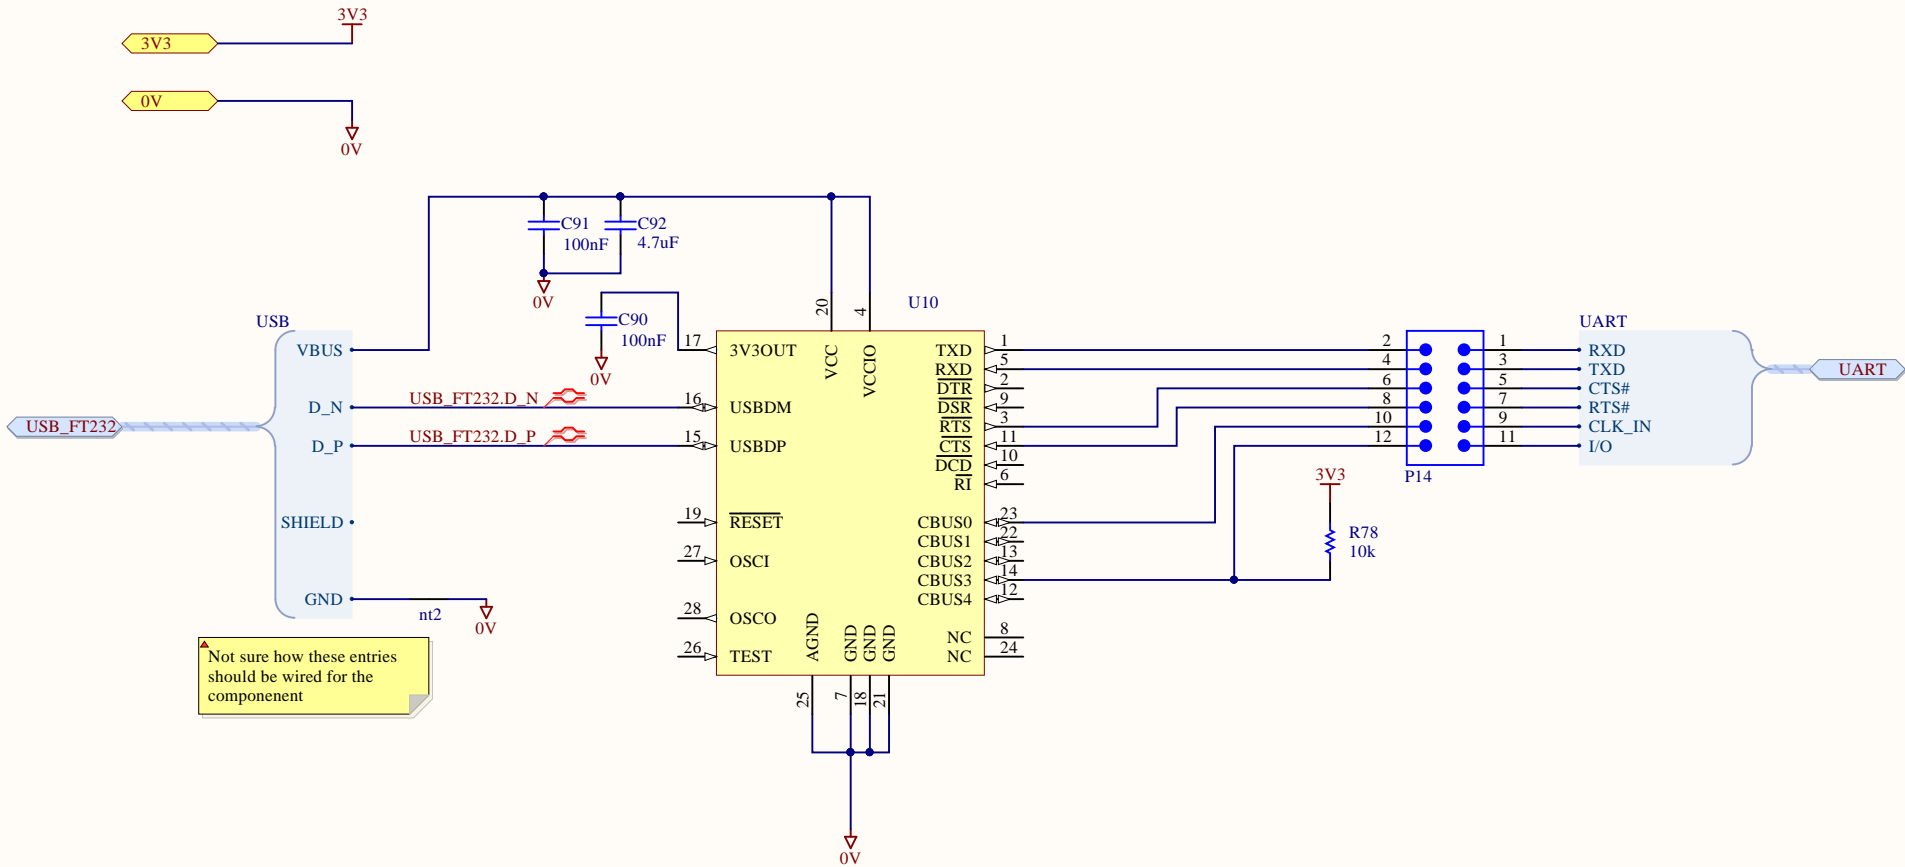 3V3
3V3
0V
0V
C91
100nF
C92
4.7uF
0V
C90
100nF
0V
U10
20
4
USB
VBUS
D_N
D_P
SHIELD
GND
USB_FT232
USB_FT232.D_N
USB_FT232.D_P
nt2
0V
Not sure how these entries
should be wired for the
componenent
17
16
15
19
27
28
26
3V3OUT
USBDM
USBDP
RESET
OSCI
OSCO
TEST
VCC
VCCIO
AGND
GND
GND
GND
25
7
18
21
0V
TXD
RXD
DTR
DSR
RTS
CTS
DCD
RI
CBUS0
CBUS1
CBUS2
CBUS3
CBUS4
NC
NC
1
5
2
9
3
11
10
6
23
22
13
14
12
8
24
3V3
R78
10k
2
4
6
8
10
12
P14
1
3
5
7
9
11
UART
RXD
TXD
CTS#
RTS#
CLK_IN
I/O
UART